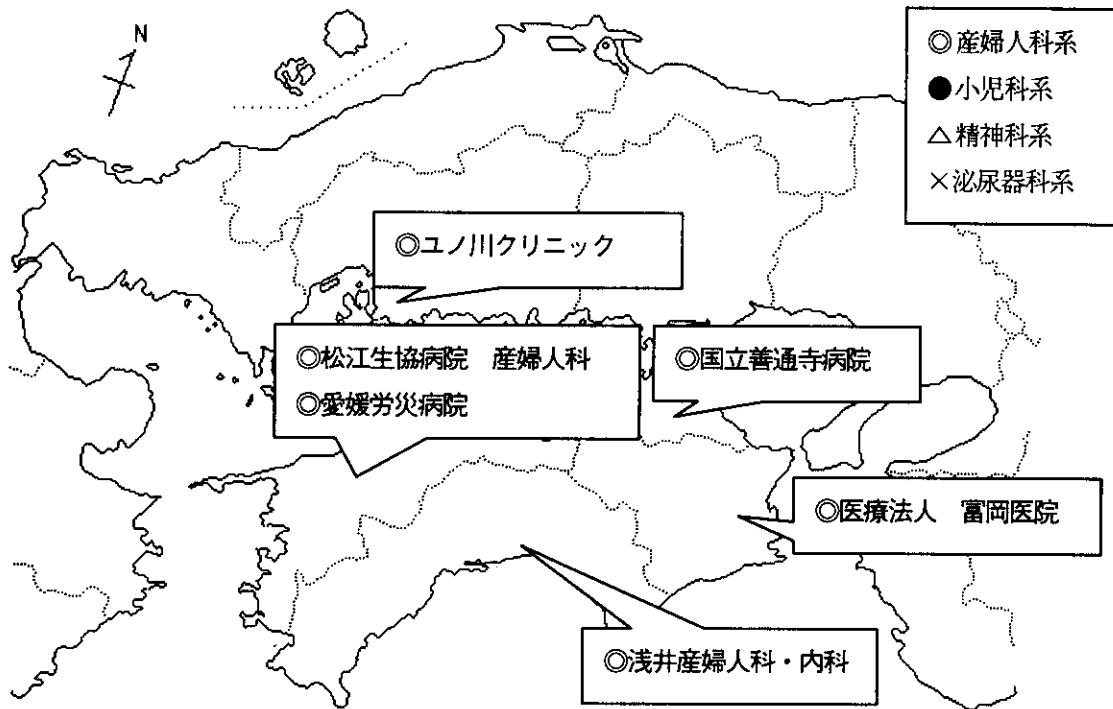 N
◎産婦人科系
●小児科系
△精神科系
×泌尿器科系
◎ユノ川クリニック
◎松江生協病院　産婦人科
◎愛媛労災病院
◎国立善通寺病院
◎医療法人　富岡医院
◎浅井産婦人科・内科